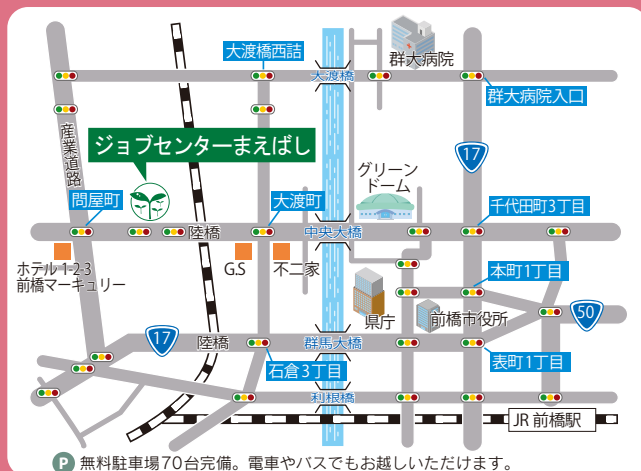 大渡橋西詰
群大病院
大渡橋
群大病院入口
産業道路
17
ジョブセンターまえばし
グリーン
ドーム
問屋町
大渡町
千代田町3丁目
陸橋
中央大橋
ホテル1-2-3
前橋マーキュリー
G.S
不二家
本町1丁目
県庁
前橋市役所
50
17
陸橋
群馬大橋
石倉3丁目
表町1丁目
利根橋
JR 前橋駅
P 無料駐車場70台完備。電車やバスでもお越しいただけます。